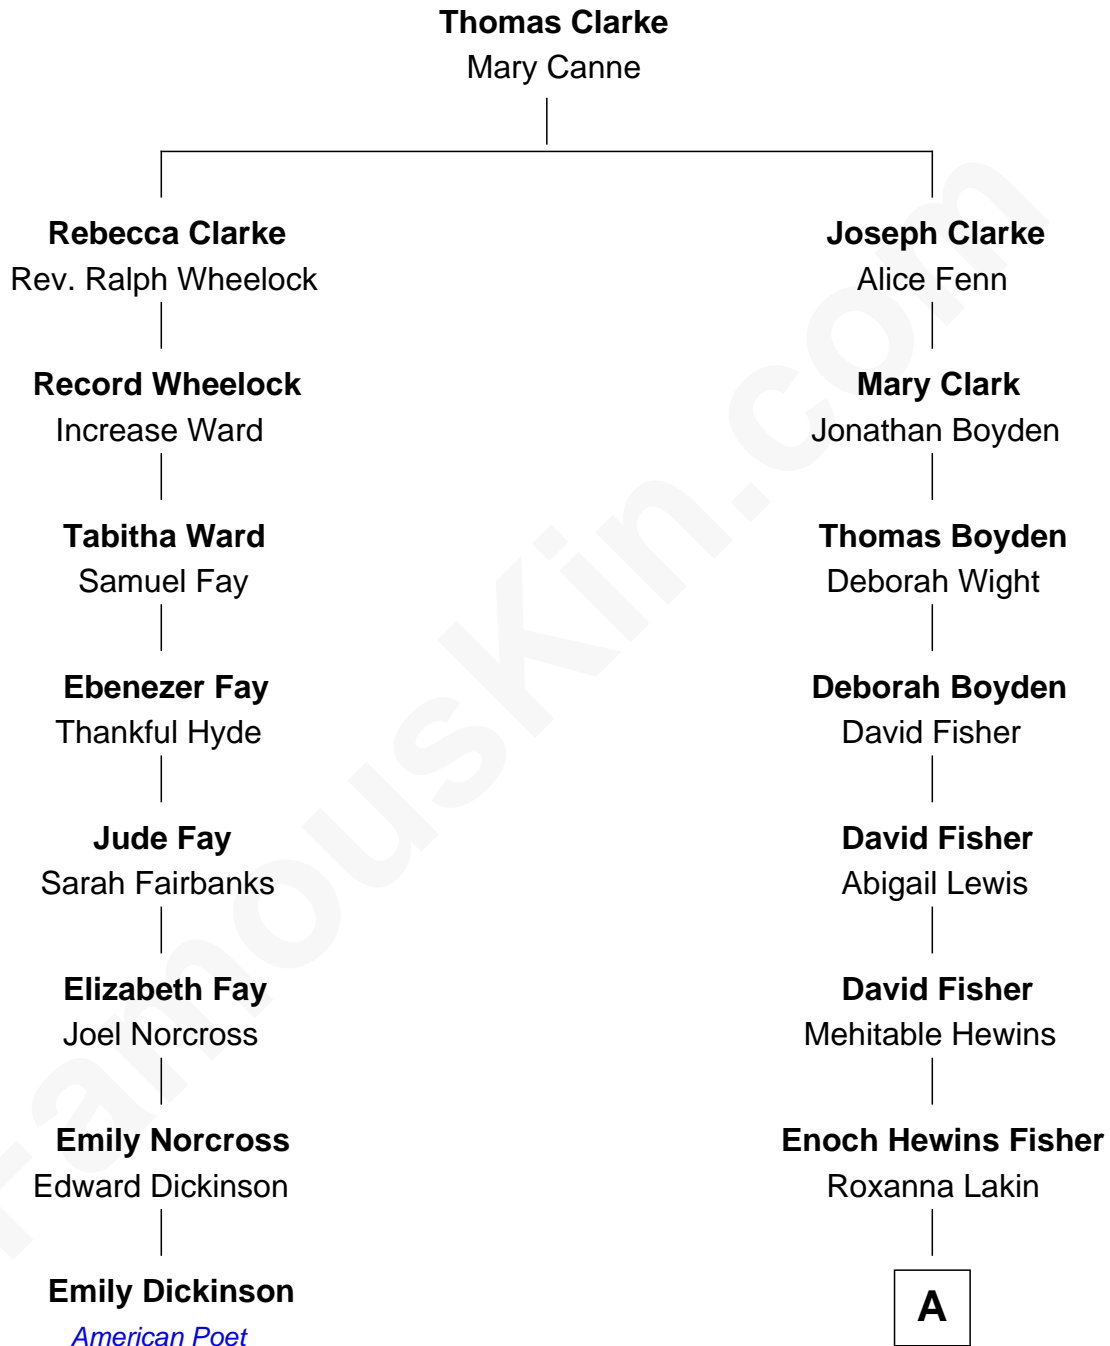 Thomas Clarke
Mary Canne
Rebecca Clarke
Rev. Ralph Wheelock
Joseph Clarke
Alice Fenn
Record Wheelock
Increase Ward
Mary Clark
Jonathan Boyden
Tabitha Ward
Samuel Fay
Thomas Boyden
Deborah Wight
Ebenezer Fay
Thankful Hyde
Deborah Boyden
David Fisher
Jude Fay
Sarah Fairbanks
David Fisher
Abigail Lewis
Elizabeth Fay
Joel Norcross
David Fisher
Mehitable Hewins
Emily Norcross
Edward Dickinson
Enoch Hewins Fisher
Roxanna Lakin
Emily Dickinson
American Poet
A
FamousKin.com